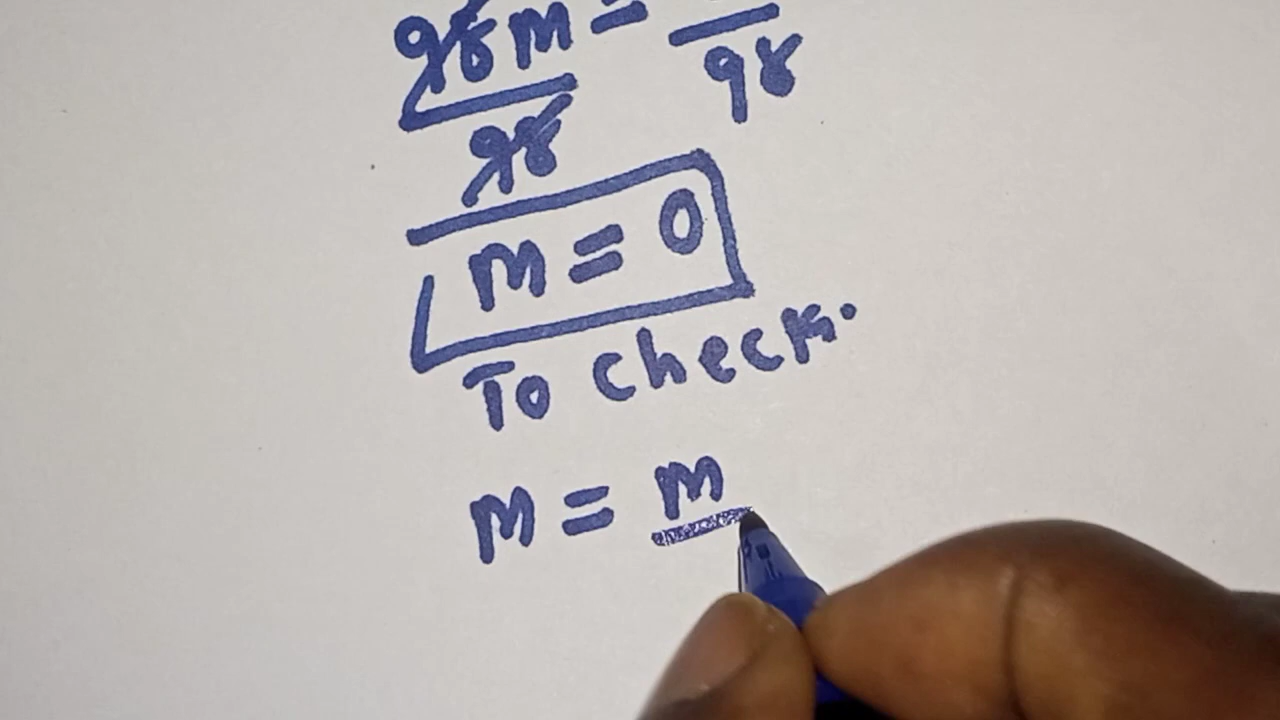 98m =
98 98
m = 0
To check.
m = m